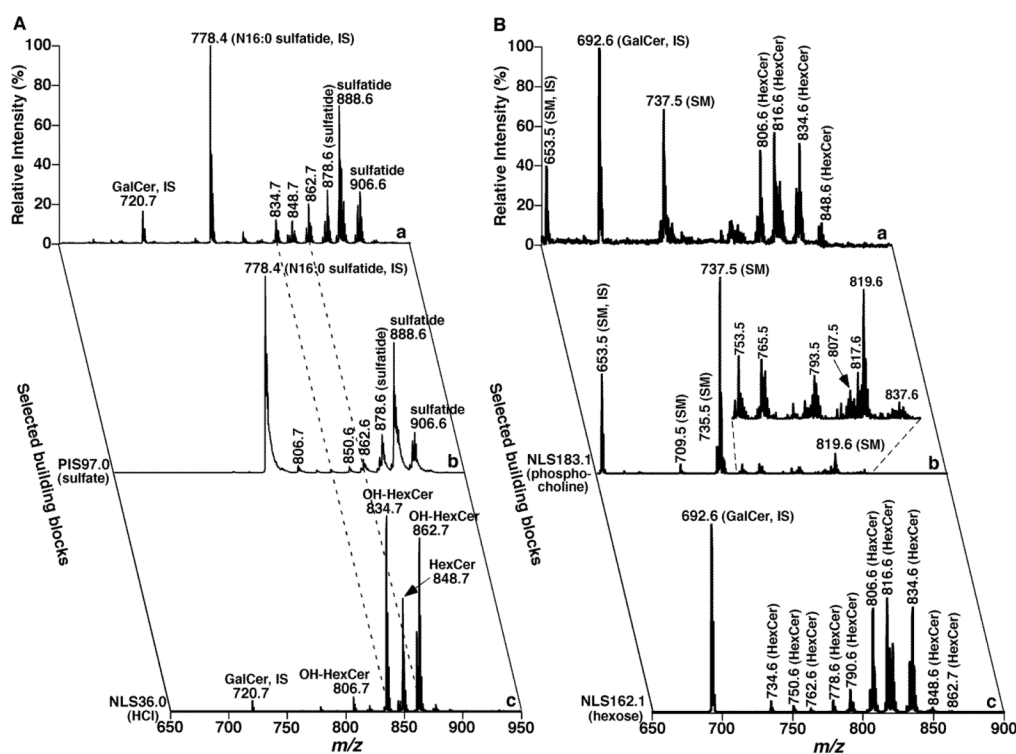 A
778.4 (N16:0 sulfatide, IS)
100
80
60
40
20
0
Relative Intensity (%)
GalCer, IS
720.7
834.7
848.7
862.7
878.6 (sulfatide)
sulfatide
888.6
sulfatide
906.6
a
778.4 (N16:0 sulfatide, IS)
806.7
850.6
862.6
878.6 (sulfatide)
sulfatide
888.6
sulfatide
906.6
PIS97.0
(sulfate)
b
Selected building blocks
OH-HexCer
834.7
OH-HexCer
862.7
HexCer
848.7
GalCer, IS
720.7
OH-HexCer
806.7
NLS36.0
(HCl)
c
650 700 750 800 850 900 950
m/z
B
692.6 (GalCer, IS)
100
80
60
40
20
0
Relative Intensity (%)
653.5 (SM, IS)
737.5 (SM)
806.6 (HexCer)
816.6 (HexCer)
834.6 (HexCer)
848.6 (HexCer)
a
737.5 (SM)
653.5 (SM, IS)
709.5 (SM)
735.5 (SM)
753.5
765.5
793.5
807.5
817.6
819.6
837.6
819.6 (SM)
NLS183.1
(phospho-
choline)
b
Selected building blocks
692.6 (GalCer, IS)
734.6 (HexCer)
750.6 (HexCer)
762.6 (HexCer)
778.6 (HexCer)
790.6 (HexCer)
806.6 (HaxCer)
816.6 (HexCer)
834.6 (HexCer)
848.6 (HexCer)
862.7 (HexCer)
NLS162.1
(hexose)
c
650 700 750 800 850 900
m/z